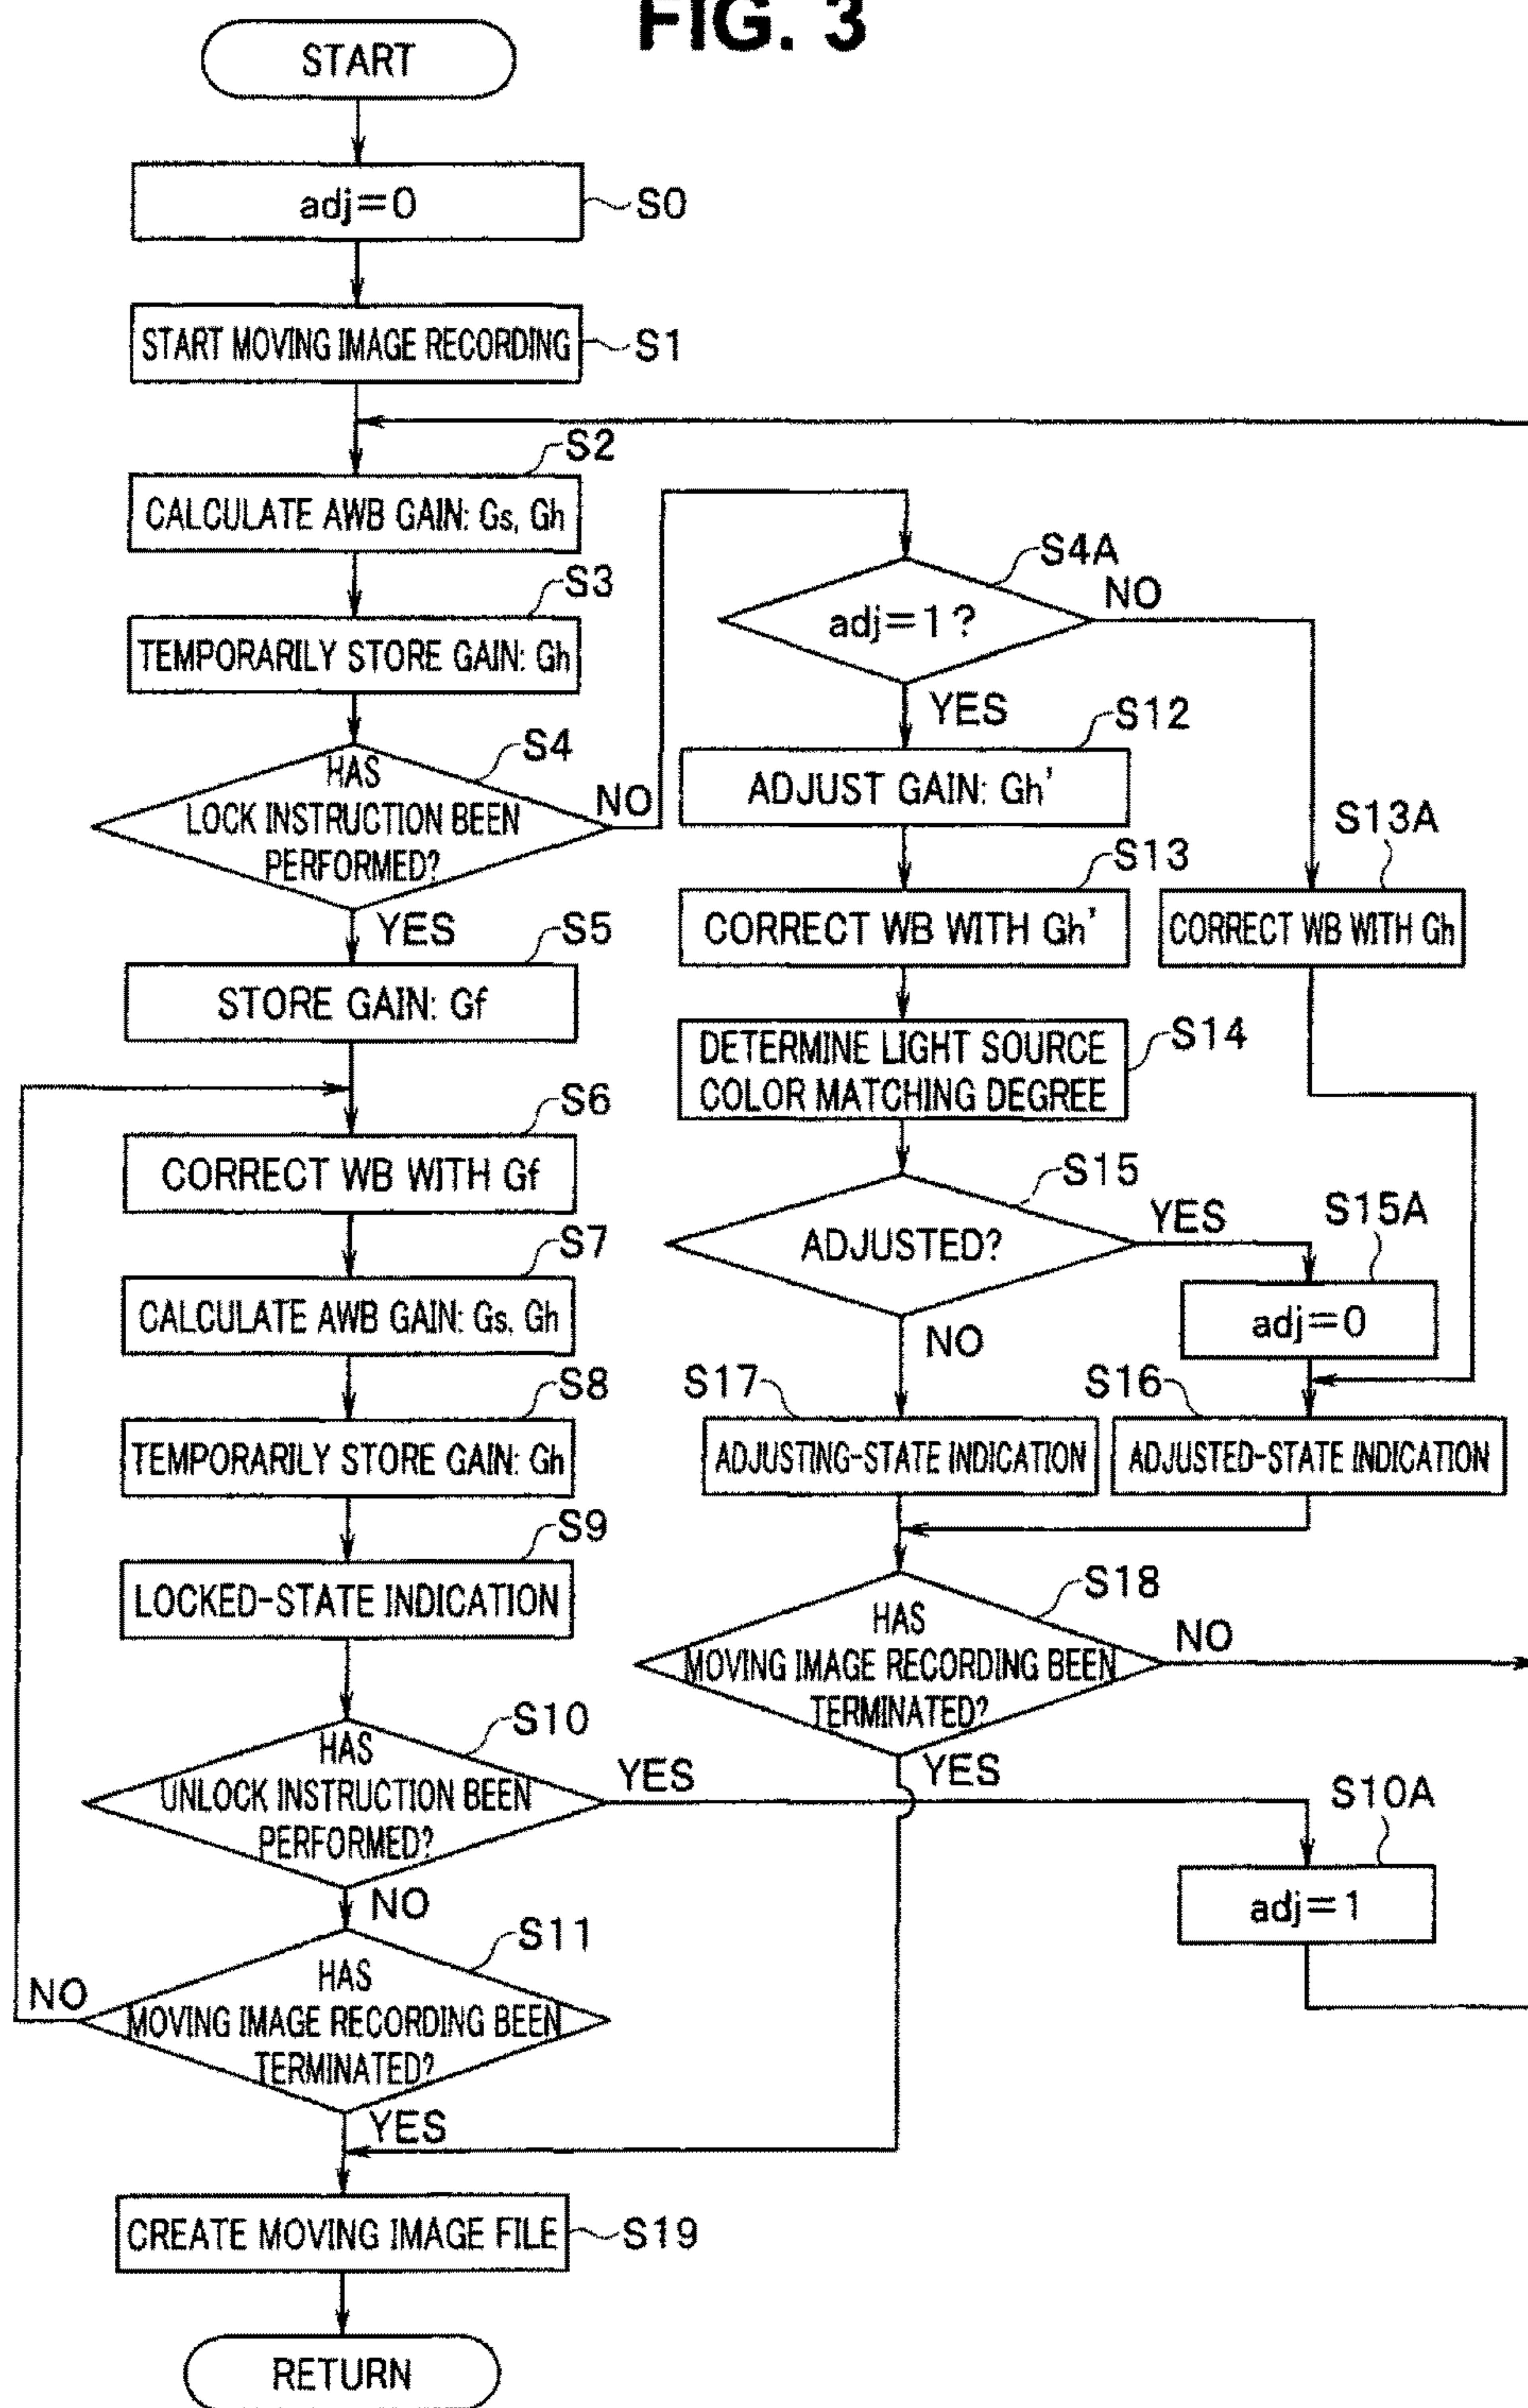 FIG. 3
START
adj=0
S0
START MOVING IMAGE RECORDING
S1
S2
CALCULATE AWB GAIN: Gs, Gh
S3
TEMPORARILY STORE GAIN: Gh
S4
HAS
LOCK INSTRUCTION BEEN
PERFORMED?
NO
YES
S5
STORE GAIN: Gf
S6
CORRECT WB WITH Gf
S7
CALCULATE AWB GAIN: Gs, Gh
S8
TEMPORARILY STORE GAIN: Gh
S9
LOCKED-STATE INDICATION
S10
HAS
UNLOCK INSTRUCTION BEEN
PERFORMED?
YES
NO
S11
HAS
MOVING IMAGE RECORDING BEEN
TERMINATED?
NO
YES
S4A
adj=1?
NO
YES
S12
ADJUST GAIN: Gh'
S13
CORRECT WB WITH Gh'
S13A
CORRECT WB WITH Gh
S14
DETERMINE LIGHT SOURCE
COLOR MATCHING DEGREE
S15
ADJUSTED?
YES
NO
S15A
adj=0
S17
ADJUSTING-STATE INDICATION
S16
ADJUSTED-STATE INDICATION
S18
HAS
MOVING IMAGE RECORDING BEEN
TERMINATED?
NO
YES
S10A
adj=1
CREATE MOVING IMAGE FILE
S19
RETURN